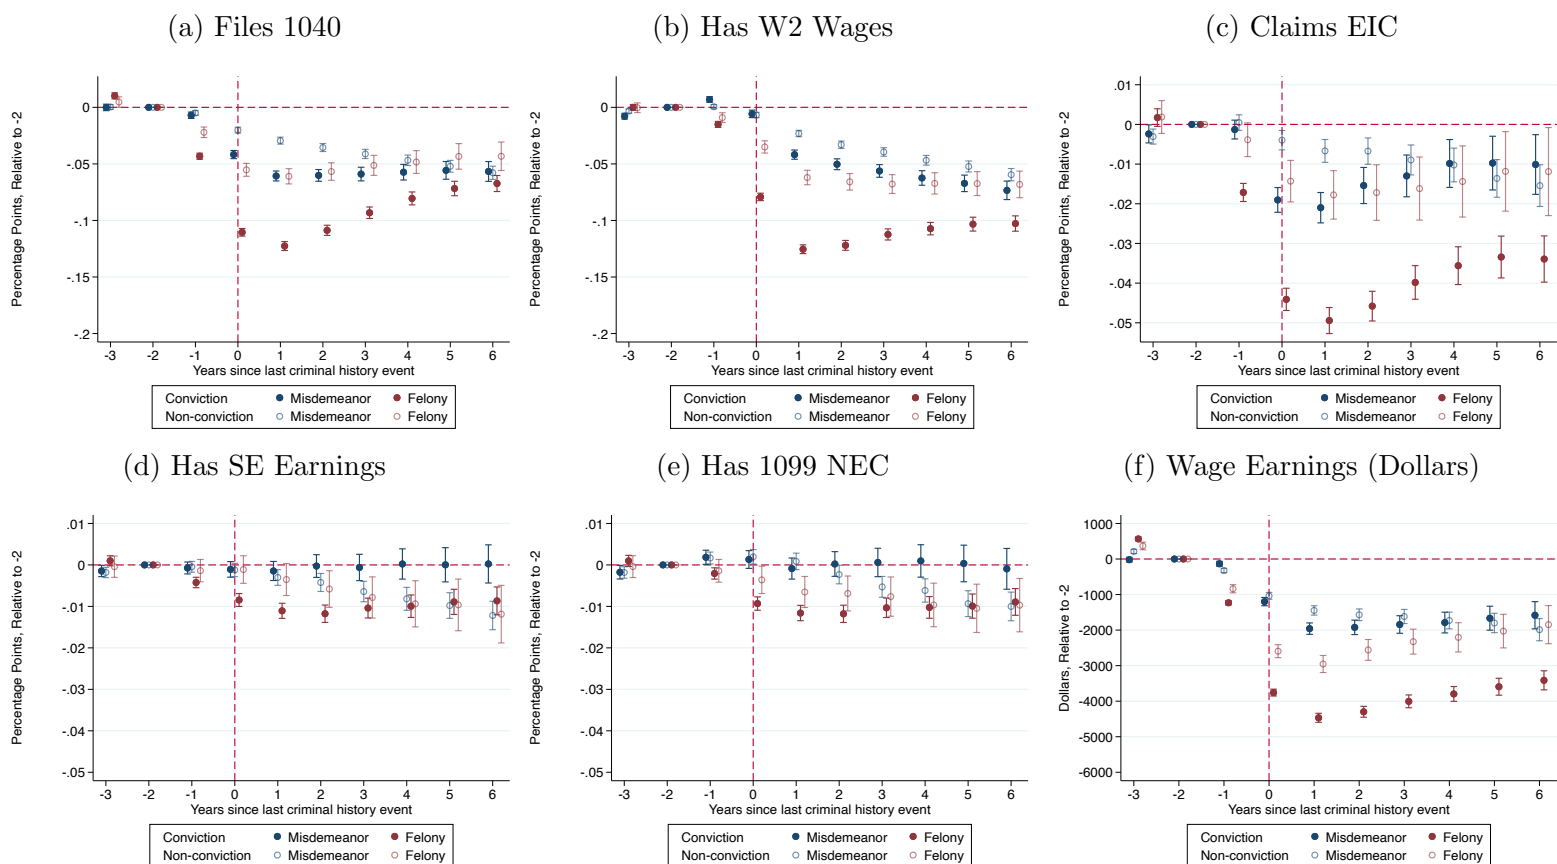 (a) Files 1040
(b) Has W2 Wages
(c) Claims EIC
Percentage Points, Relative to -2
0
-.05
-.1
-.15
-.2
-3 -2 -1 0 1 2 3 4 5 6
Years since last criminal history event
Conviction Misdemeanor Felony
Non-conviction Misdemeanor Felony
Percentage Points, Relative to -2
0
-.05
-.1
-.15
-.2
-3 -2 -1 0 1 2 3 4 5 6
Years since last criminal history event
Conviction Misdemeanor Felony
Non-conviction Misdemeanor Felony
Percentage Points, Relative to -2
.01
0
-.01
-.02
-.03
-.04
-.05
-3 -2 -1 0 1 2 3 4 5 6
Years since last criminal history event
Conviction Misdemeanor Felony
Non-conviction Misdemeanor Felony
(d) Has SE Earnings
(e) Has 1099 NEC
(f) Wage Earnings (Dollars)
Percentage Points, Relative to -2
.01
0
-.01
-.02
-.03
-.04
-.05
-3 -2 -1 0 1 2 3 4 5 6
Years since last criminal history event
Conviction Misdemeanor Felony
Non-conviction Misdemeanor Felony
Percentage Points, Relative to -2
.01
0
-.01
-.02
-.03
-.04
-.05
-3 -2 -1 0 1 2 3 4 5 6
Years since last criminal history event
Conviction Misdemeanor Felony
Non-conviction Misdemeanor Felony
Dollars, Relative to -2
1000
0
-1000
-2000
-3000
-4000
-5000
-6000
-3 -2 -1 0 1 2 3 4 5 6
Years since last criminal history event
Conviction Misdemeanor Felony
Non-conviction Misdemeanor Felony